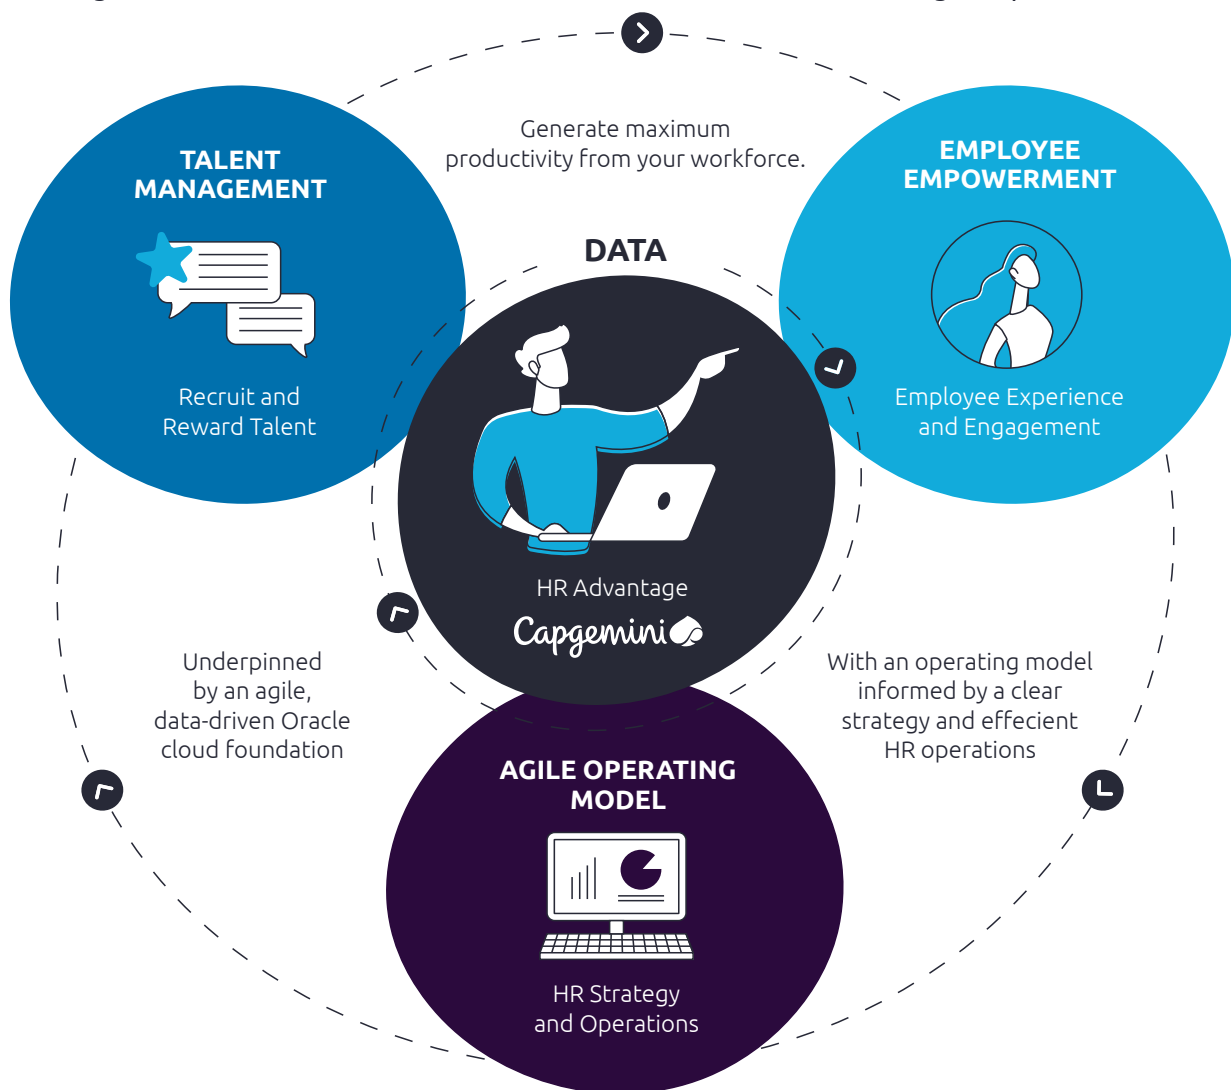 Generate maximum
productivity from your workforce.
TALENT
MANAGEMENT
Recruit and
Reward Talent
EMPLOYEE
EMPOWERMENT
Employee Experience
and Engagement
DATA
HR Advantage
Capgemini
Underpinned
by an agile,
data-driven Oracle
cloud foundation
With an operating model
informed by a clear
strategy and effecient
HR operations
AGILE OPERATING
MODEL
HR Strategy
and Operations